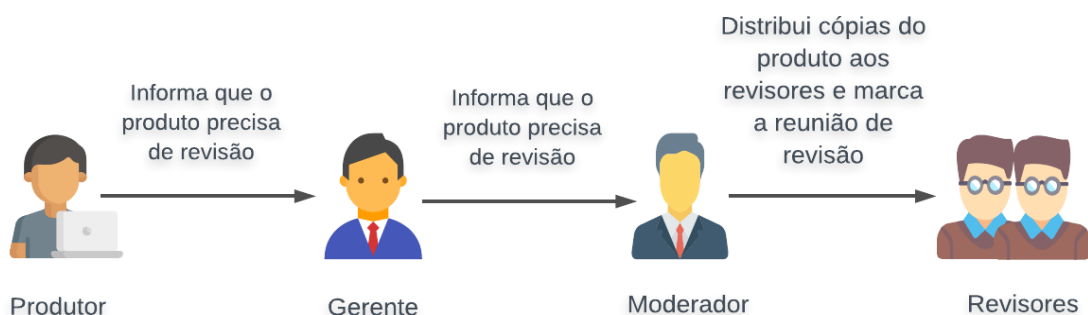 Informa que o
produto precisa
de revisão
Informa que o
produto precisa
de revisão
Distribui cópias do
produto aos
revisores e marca
a reunião de
revisão
Produtor
Gerente
Moderador
Revisores